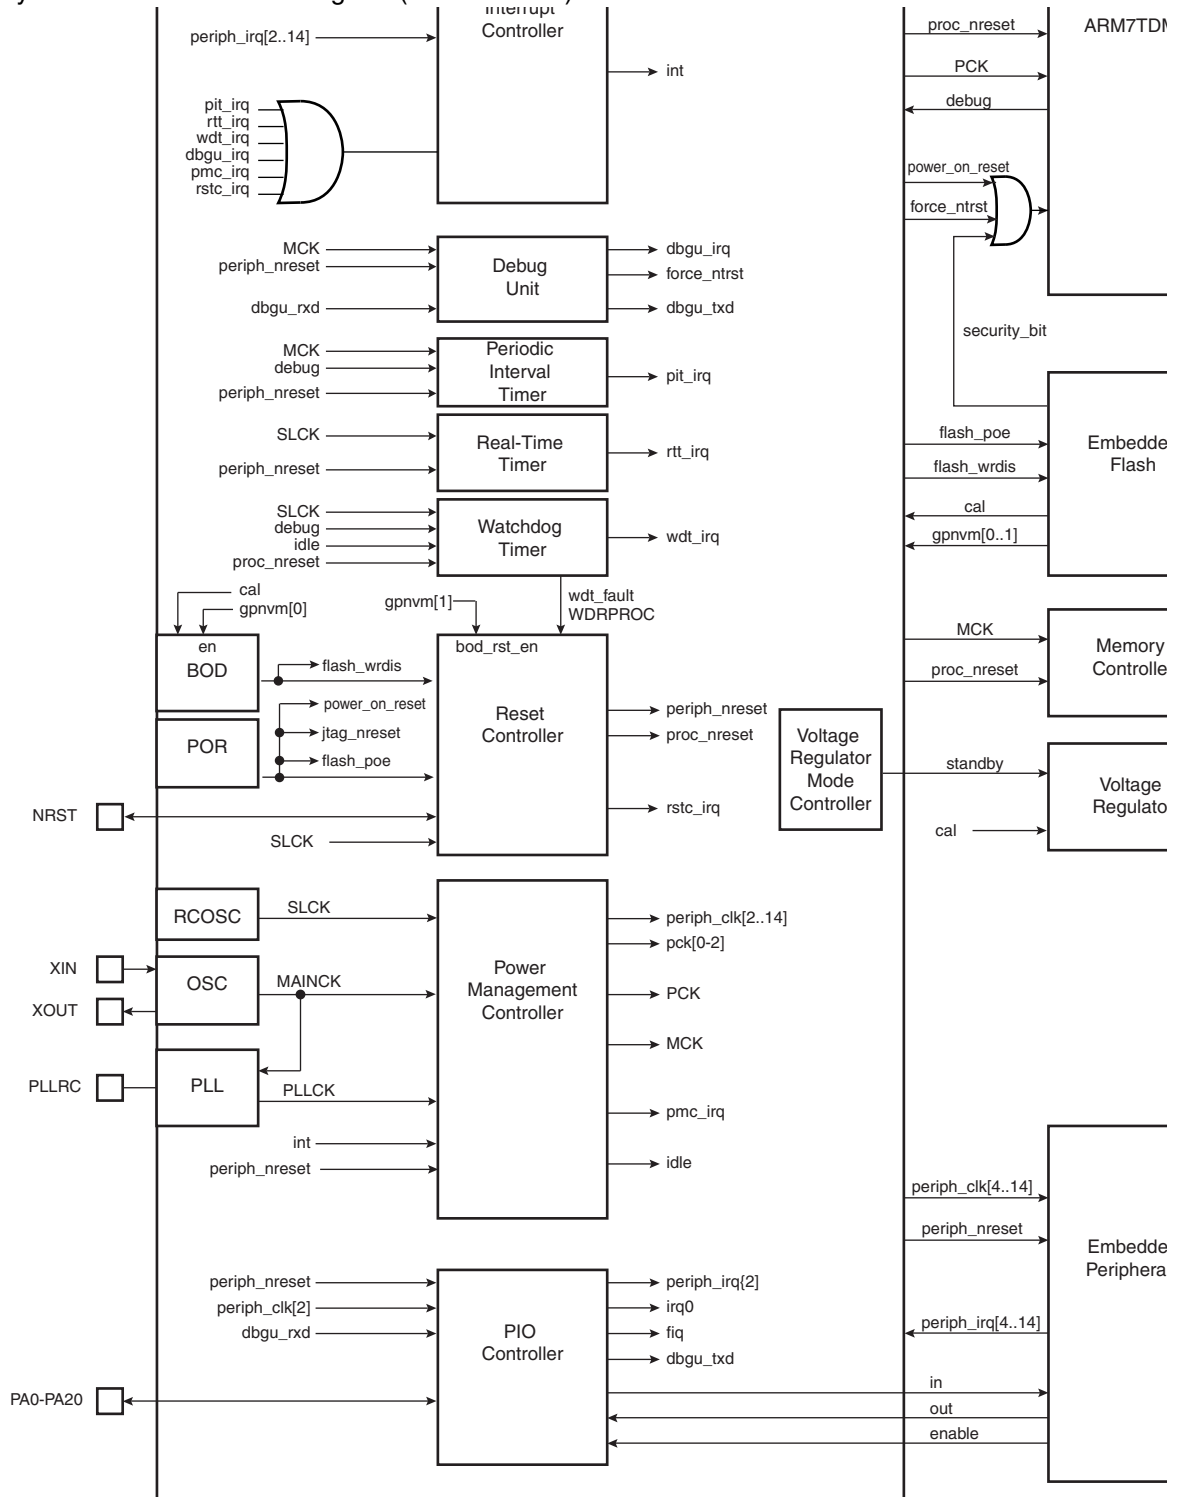 Interrupt
Controller
periph_irq[2..14]
int
pit_irq
rtt_irq
wdt_irq
dbgu_irq
pmc_irq
rstc_irq
MCK
periph_nreset
dbgu_rxd
Debug
Unit
dbgu_irq
force_ntrst
dbgu_txd
MCK
debug
periph_nreset
Periodic
Interval
Timer
pit_irq
SLCK
periph_nreset
Real-Time
Timer
rtt_irq
SLCK
debug
idle
proc_nreset
Watchdog
Timer
wdt_irq
cal
gpnvm[0]
gpnvm[1]
wdt_fault
WDRPROC
en
BOD
bod_rst_en
flash_wrdis
power_on_reset
jtag_nreset
flash_poe
POR
Reset
Controller
periph_nreset
proc_nreset
rstc_irq
NRST
SLCK
Voltage
Regulator
Mode
Controller
standby
cal
Voltage
Regulato
RCOSC
SLCK
XIN
XOUT
OSC
MAINCK
PLLRC
PLL
PLLCK
int
periph_nreset
Power
Management
Controller
periph_clk[2..14]
pck[0-2]
PCK
MCK
pmc_irq
idle
periph_nreset
periph_clk[2]
dbgu_rxd
PA0-PA20
PIO
Controller
periph_irq{2]
irq0
fiq
dbgu_txd
proc_nreset
PCK
debug
ARM7TDM
power_on_reset
force_ntrst
security_bit
flash_poe
flash_wrdis
cal
gpnvm[0..1]
Embedde
Flash
MCK
proc_nreset
Memory
Controlle
periph_clk[4..14]
periph_nreset
periph_irq[4..14]
in
out
enable
Embedde
Periphera